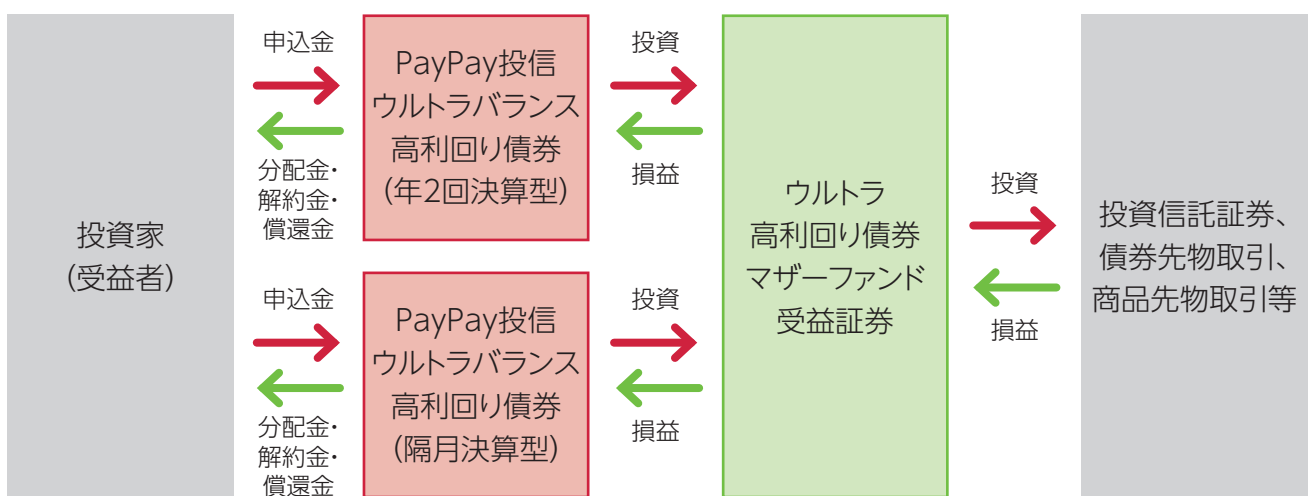 投資家
(受益者)
申込金
分配金・
解約金・
償還金
PayPay投信
ウルトラバランス
高利回り債券
(年2回決算型)
投資
損益
申込金
分配金・
解約金・
償還金
PayPay投信
ウルトラバランス
高利回り債券
(隔月決算型)
投資
損益
ウルトラ
高利回り債券
マザーファンド
受益証券
投資
損益
投資信託証券、
債券先物取引、
商品先物取引等